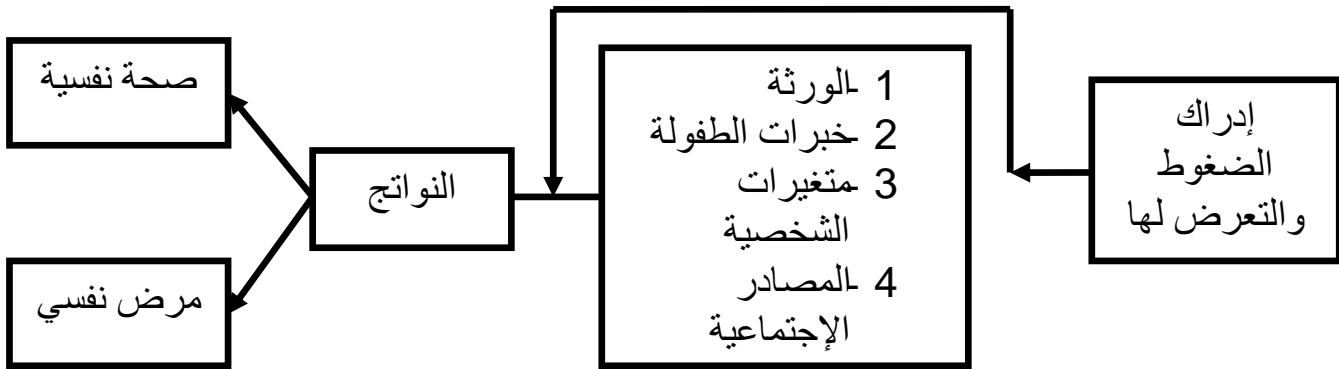 إدراك
الضغوط
والتعرض لها
1 -الورثة
2 -خبرات الطفولة
3 -متغيرات
الشخصية
4 -المصادر
الإجتماعية
النواتج
صحة نفسية
مرض نفسي